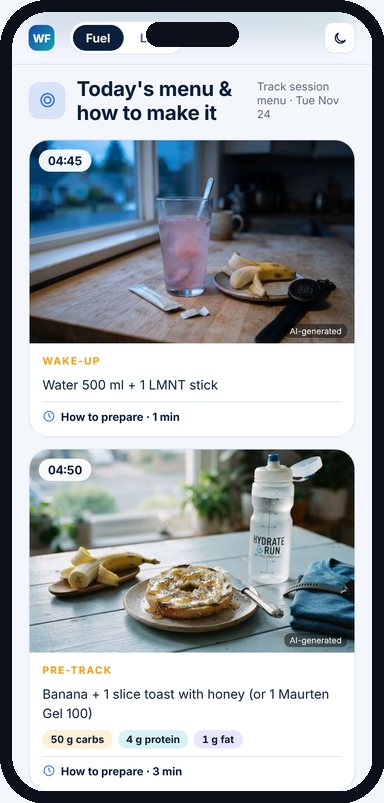 WF
Fuel
L
Today's menu &
how to make it
Track session
menu · Tue Nov
24
04:45
AI-generated
WAKE-UP
Water 500 ml + 1 LMNT stick
How to prepare · 1 min
04:50
HYDRATE
& RUN
AI-generated
PRE-TRACK
Banana + 1 slice toast with honey (or 1 Maurten
Gel 100)
50 g carbs
4 g protein
1 g fat
How to prepare · 3 min